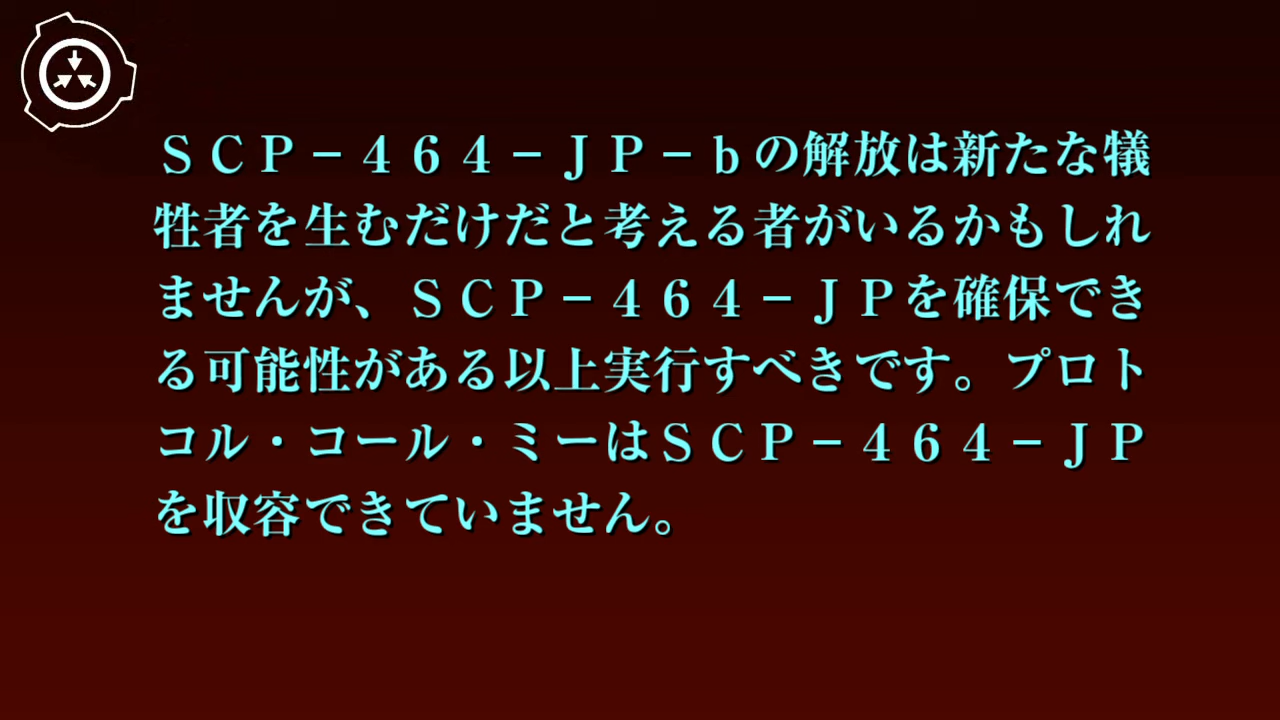 ＳＣＰ－４６４－ＪＰ－ｂの解放は新たな犠
牲者を生むだけだと考える者がいるかもしれ
ませんが、ＳＣＰ－４６４－ＪＰを確保でき
る可能性がある以上実行すべきです。プロト
コル・コール・ミーはＳＣＰ－４６４－ＪＰ
を収容できていません。